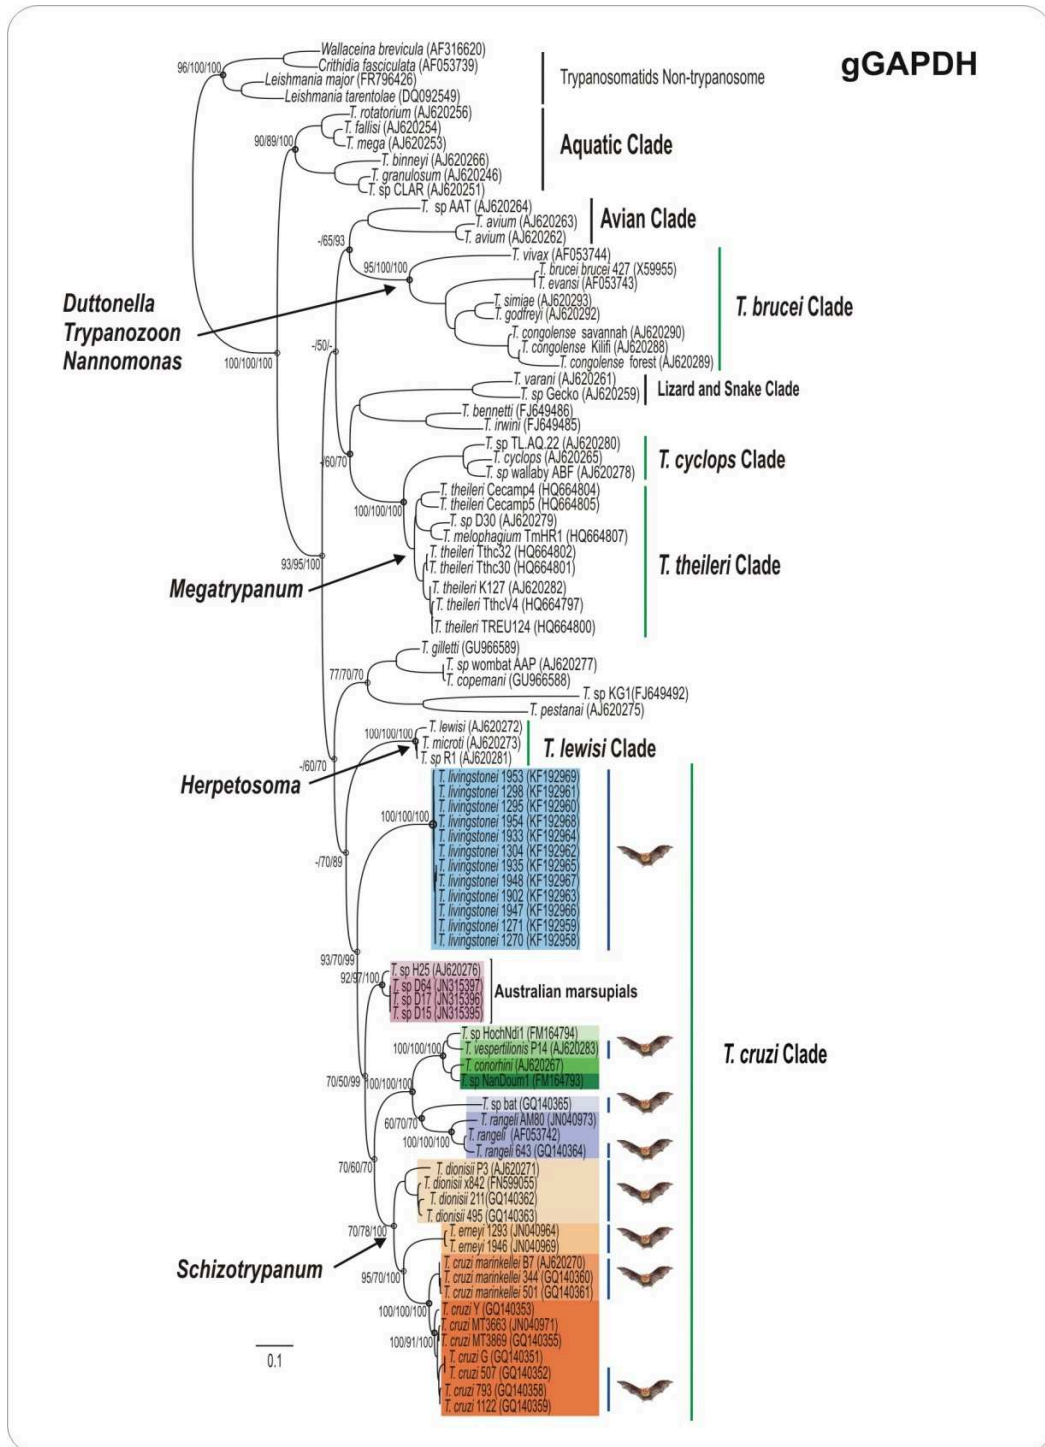 gGAPDH
Wallaceina brevicula (AF316620)
Crithidia fasciculata (AF053739)
96/100/100
Leishmania major (FR796426)
Leishmania tarentolae (DQ092549)
Trypanosomatids Non-trypanosome
T. rotatorium (AJ620256)
T. fallisi (AJ620254)
90/89/100
T. mega (AJ620253)
Aquatic Clade
T. binneyi (AJ620266)
T. granulosum (AJ620246)
T. sp CLAR (AJ620251)
T. sp AAT (AJ620264)
T. avium (AJ620263)
Avian Clade
T. avium (AJ620262)
-/65/93
T. vivax (AF053744)
95/100/100
T. brucei brucei 427 (X59955)
T. evansi (AF053743)
T. simiae (AJ620293)
T. godfreyi (AJ620292)
T. brucei Clade
Duttonella
Trypanozoon
Nannomonas
T. congolense savannah (AJ620290)
T. congolense Kilifi (AJ620288)
-/50/-
100/100/100
T. congolense forest (AJ620289)
T. varani (AJ620261)
T. sp Gecko (AJ620259)
Lizard and Snake Clade
T. bennetti (FJ649486)
T. irwini (FJ649485)
T. sp TL.AQ.22 (AJ620280)
T. cyclops (AJ620265)
T. cyclops Clade
-/60/70
T. sp wallaby ABF (AJ620278)
T. theileri Cecamp4 (HQ664804)
T. theileri Cecamp5 (HQ664805)
100/100/100
T. sp D30 (AJ620279)
T. melophagium TmHR1 (HQ664807)
T. theileri Tthc32 (HQ664802)
T. theileri Tthc30 (HQ664801)
T. theileri Clade
93/95/100
Megatrypanum
T. theileri K127 (AJ620282)
T. theileri TthcV4 (HQ664797)
T. theileri TREU124 (HQ664800)
T. gilletti (GU966589)
T. sp wombat AAP (AJ620277)
77/70/70
T. copemani (GU966588)
T. sp KG1(FJ649492)
T. pestanai (AJ620275)
T. lewisi (AJ620272)
100/100/100
T. microti (AJ620273)
T. lewisi Clade
T. sp R1 (AJ620281)
-/60/70
Herpetosoma
T. livingstonei 1953 (KF192969)
T. livingstonei 1298 (KF192961)
T. livingstonei 1295 (KF192960)
100/100/100
T. livingstonei 1954 (KF192968)
T. livingstonei 1933 (KF192964)
T. livingstonei 1304 (KF192962)
-/70/89
T. livingstonei 1935 (KF192965)
T. livingstonei 1948 (KF192967)
T. livingstonei 1902 (KF192963)
T. livingstonei 1947 (KF192966)
T. livingstonei 1271 (KF192959)
T. livingstonei 1270 (KF192958)
93/70/99
92/97/100
T. sp H25 (AJ620276)
T. sp D64 (JN315397)
T. sp D17 (JN315396)
T. sp D15 (JN315395)
Australian marsupials
T. sp HochNdi1 (FM164794)
100/100/100
T. vespertilionis P14 (AJ620283)
T. conorhini (AJ620267)
T. sp NanDoum1 (FM164793)
T. cruzi Clade
70/50/99
100/100/100
T. sp bat (GQ140365)
60/70/70
T. rangeli AM80 (JN040973)
T. rangeli (AF053742)
100/100/100
T. rangeli 643 (GQ140364)
70/60/70
T. dionisii P3 (AJ620271)
T. dionisii x842 (FN599055)
T. dionisii 211(GQ140362)
T. dionisii 495 (GQ140363)
70/78/100
T. erneyi 1293 (JN040964)
T. erneyi 1946 (JN040969)
Schizotrypanum
95/70/100
T. cruzi marinkellei B7 (AJ620270)
T. cruzi marinkellei 344 (GQ140360)
T. cruzi marinkellei 501 (GQ140361)
100/100/100
T. cruzi Y (GQ140353)
T. cruzi MT3663 (JN040971)
100/91/100
T. cruzi MT3869 (GQ140355)
T. cruzi G (GQ140351)
T. cruzi 507 (GQ140352)
T. cruzi 793 (GQ140358)
T. cruzi 1122 (GQ140359)
0.1